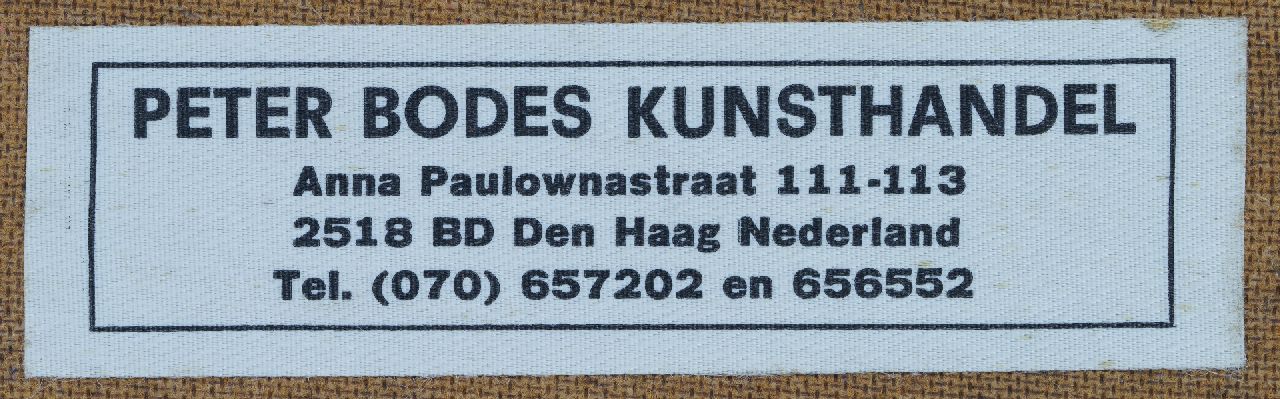 PETER BODES KUNSTHANDEL
Anna Paulownastraat 111-113
2518 BD Den Haag Nederland
Tel. (070) 657202 en 656552